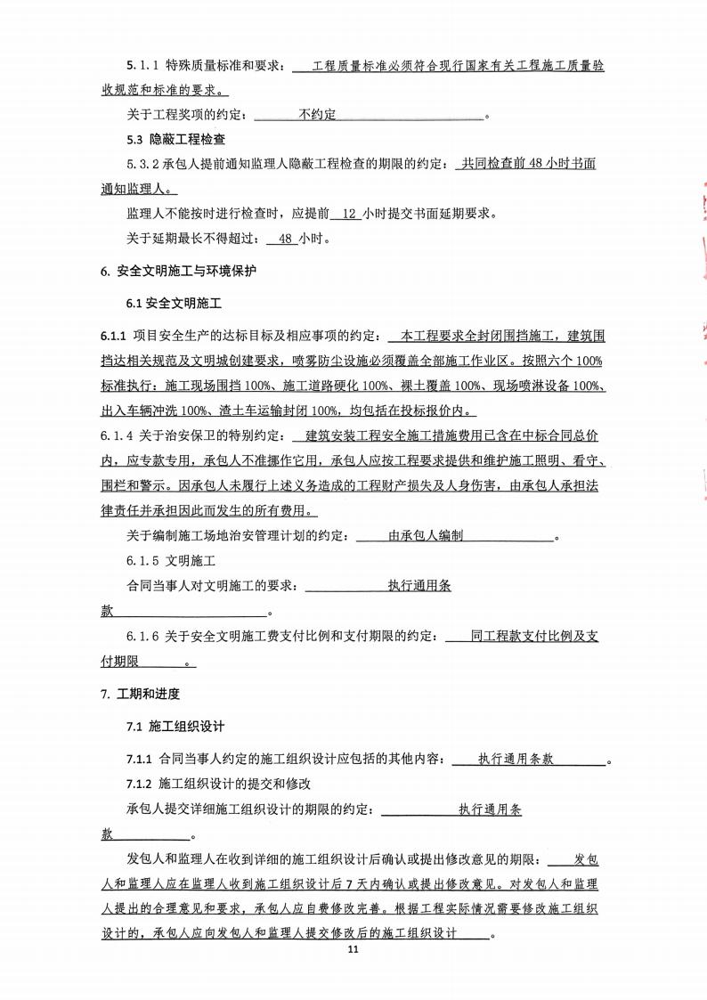 5.1.1 特殊质量标准和要求：   工程质量标准必须符合现行国家有关工程施工质量验
收规范和标准的要求。
关于工程奖项的约定：      不约定                    。
5.3 隐蔽工程检查
5.3.2承包人提前通知监理人隐蔽工程检查的期限的约定： 共同检查前 48 小时书面
通知监理人。
监理人不能按时进行检查时，应提前  12  小时提交书面延期要求。
关于延期最长不得超过：  48  小时。
6. 安全文明施工与环境保护
6.1 安全文明施工
6.1.1 项目安全生产的达标目标及相应事项的约定：  本工程要求全封闭围挡施工，建筑围
挡达相关规范及文明城创建要求，喷雾防尘设施必须覆盖全部施工作业区。按照六个 100%
标准执行：施工现场围挡 100%、施工道路硬化 100%、裸土覆盖 100%、现场喷淋设备 100%、
出入车辆冲洗 100%、渣土车运输封闭 100%，均包括在投标报价内。
6.1.4 关于治安保卫的特别约定：  建筑安装工程安全施工措施费用已含在中标合同总价
内，应专款专用，承包人不准挪作它用，承包人应按工程要求提供和维护施工照明、看守、
围栏和警示。因承包人未履行上述义务造成的工程财产损失及人身伤害，由承包人承担法
律责任并承担因此而发生的所有费用。
关于编制施工场地治安管理计划的约定：    由承包人编制            。
6.1.5 文明施工
合同当事人对文明施工的要求：          执行通用条
款                    。
6.1.6 关于安全文明施工费支付比例和支付期限的约定：   同工程款支付比例及支
付期限      。
7. 工期和进度
7.1 施工组织设计
7.1.1 合同当事人约定的施工组织设计应包括的其他内容：   执行通用条款       。
7.1.2 施工组织设计的提交和修改
承包人提交详细施工组织设计的期限的约定：         执行通用条
款          。
发包人和监理人在收到详细的施工组织设计后确认或提出修改意见的期限：   发包
人和监理人应在监理人收到施工组织设计后 7 天内确认或提出修改意见。对发包人和监理
人提出的合理意见和要求，承包人应自费修改完善。根据工程实际情况需要修改施工组织
设计的，承包人应向发包人和监理人提交修改后的施工组织设计    。
11